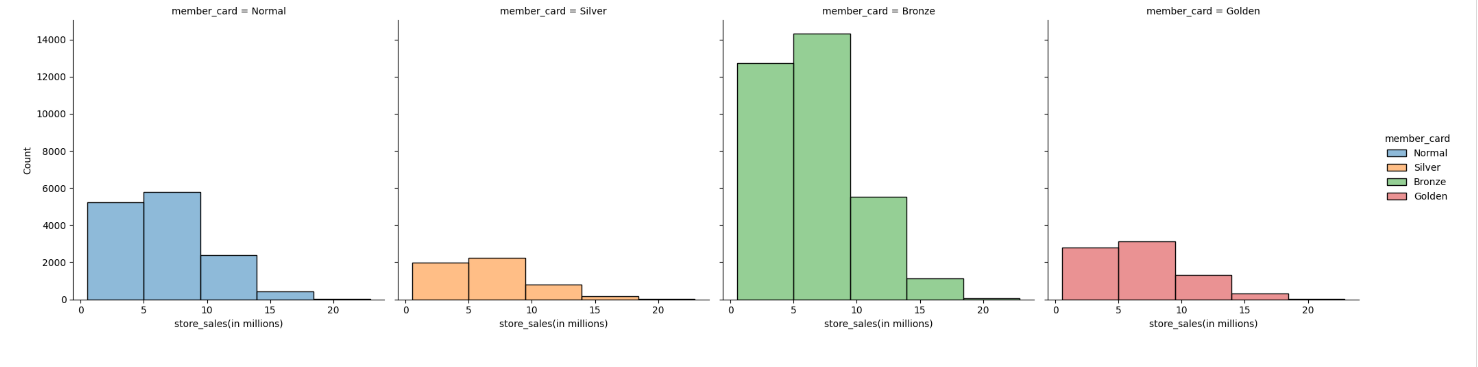 member_card = Normal
member_card = Silver
member_card = Bronze
member_card = Golden
Count
14000
12000
10000
8000
6000
4000
2000
0
0 5 10 15 20
0 5 10 15 20
0 5 10 15 20
0 5 10 15 20
store_sales(in millions)
store_sales(in millions)
store_sales(in millions)
store_sales(in millions)
member_card
Normal
Silver
Bronze
Golden